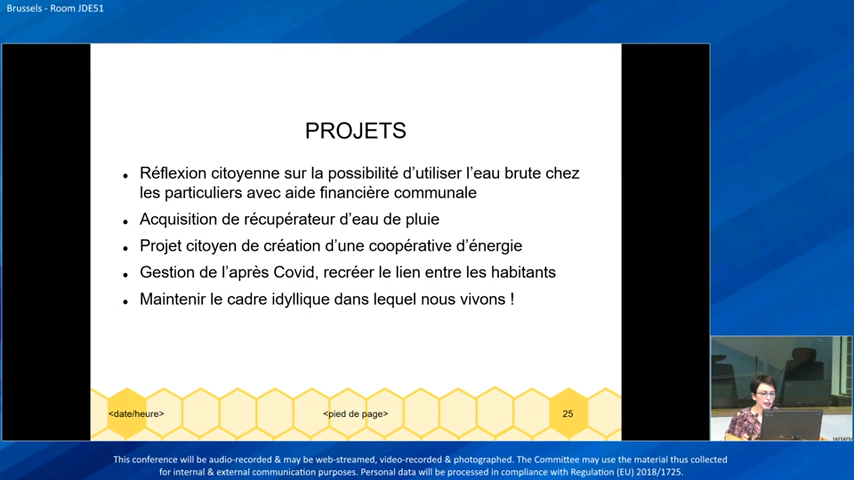 Brussels - Room JDE51
PROJETS
• Réflexion citoyenne sur la possibilité d'utiliser l'eau brute chez
les particuliers avec aide financière communale
• Acquisition de récupérateur d'eau de pluie
• Projet citoyen de création d'une coopérative d'énergie
• Gestion de l'après Covid, recréer le lien entre les habitants
• Maintenir le cadre idyllique dans lequel nous vivons !
<date/heure>
<pied de page>
25
This conference will be audio-recorded & may be web-streamed, video-recorded & photographed. The Committee may use the material thus collected
for internal & external communication purposes. Personal data will be processed in compliance with Regulation (EU) 2018/1725.